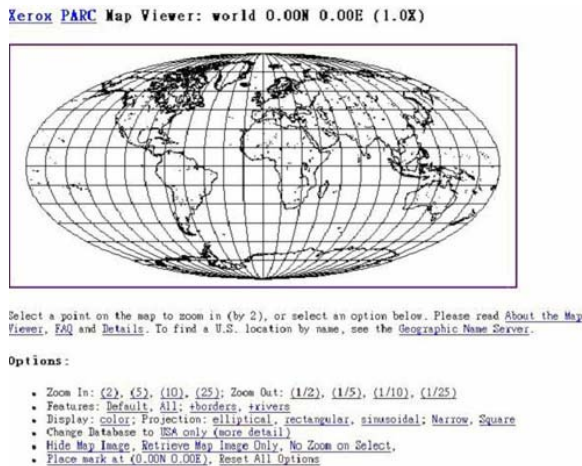 Xerox PARC Map Viewer: world 0.00N 0.00E (1.0X)
Select a point on the map to zoom in (by 2), or select an option below. Please read About the Map
Viewer, FAQ and Details. To find a U.S. location by name, see the Geographic Name Server.
Options:
• Zoom In: (2), (5), (10), (25); Zoom Out: (1/2), (1/5), (1/10), (1/25)
• Features: Default, All; +borders, +rivers
• Display: color; Projection: elliptical, rectangular, sinusoidal; Narrow, Square
• Change Database to USA only (more detail)
• Hide Map Image, Retrieve Map Image Only, No Zoom on Select,
• Place mark at (0.00N 0.00E), Reset All Options